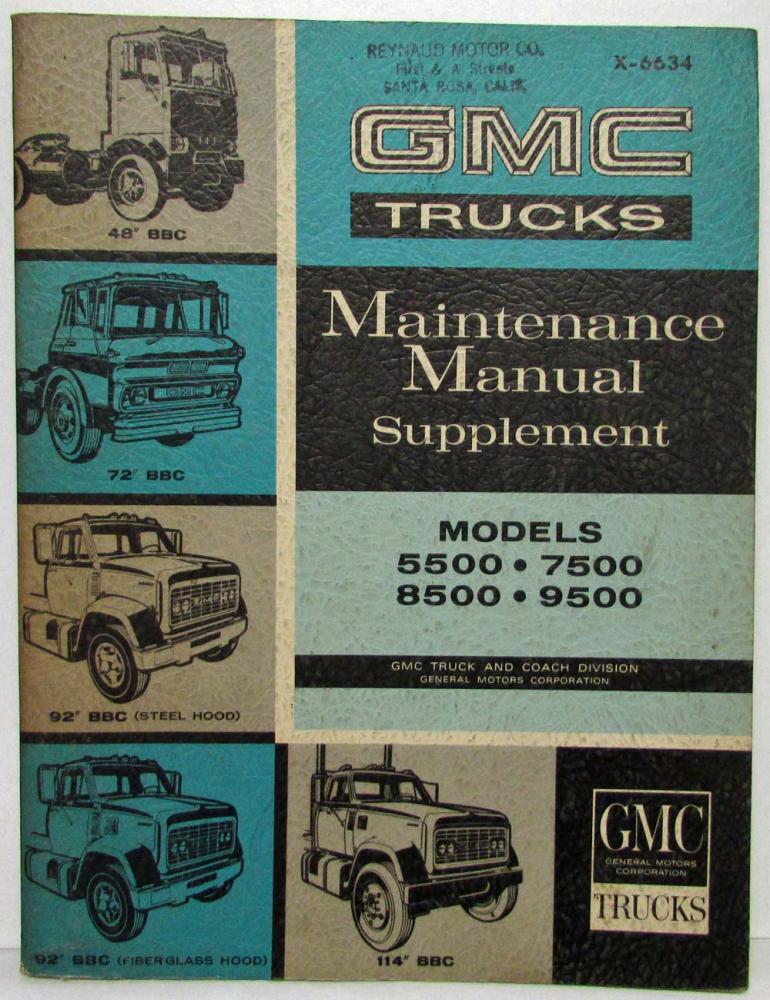 REYNAUD MOTOR CO.
First & A Streets
SANTA ROSA, CALIF.
X-6634
GMC
TRUCKS
Maintenance
Manual
Supplement
MODELS
5500 • 7500
8500 • 9500
GMC TRUCK AND COACH DIVISION
GENERAL MOTORS CORPORATION
48" BBC
GMC
72" BBC
92" BBC (STEEL HOOD)
92" BBC (FIBERGLASS HOOD)
114" BBC
GMC
GENERAL MOTORS
CORPORATION
TRUCKS